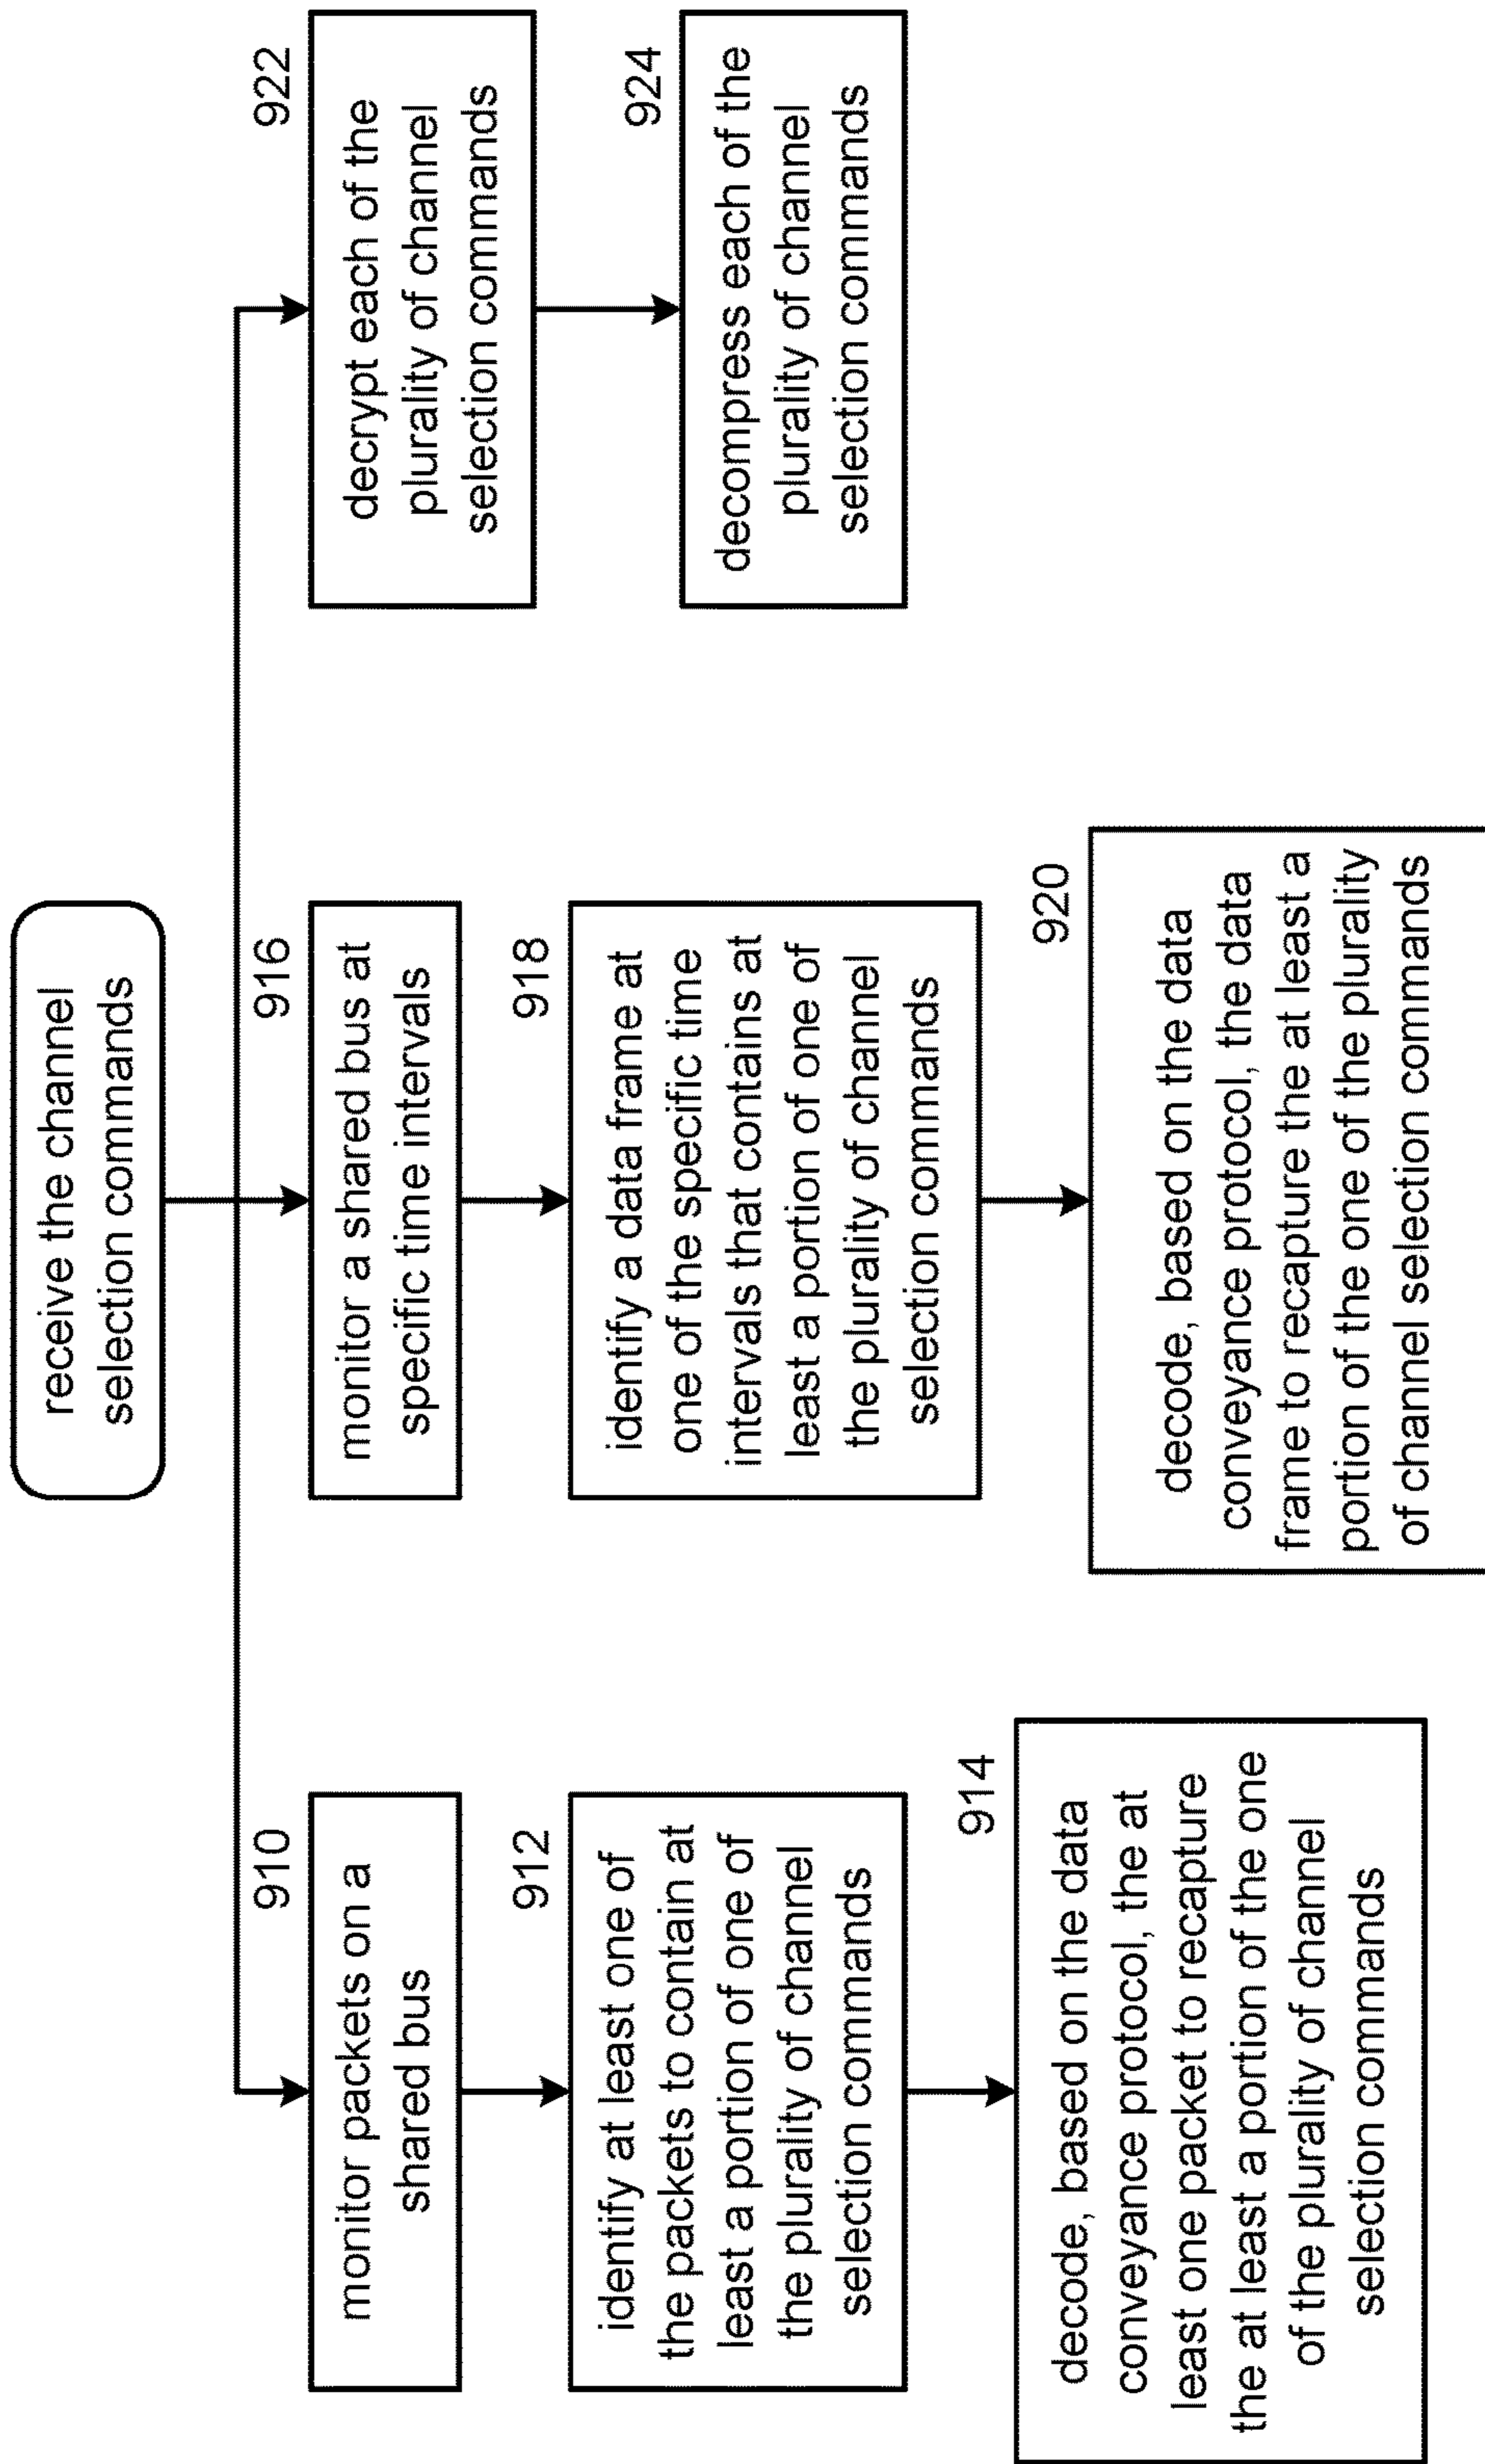 receive the channel
selection commands
910
monitor packets on a
shared bus
912
identify at least one of
the packets to contain at
least a portion of one of
the plurality of channel
selection commands
914
decode, based on the data
conveyance protocol, the at
least one packet to recapture
the at least a portion of the one
of the plurality of channel
selection commands
916
monitor a shared bus at
specific time intervals
918
identify a data frame at
one of the specific time
intervals that contains at
least a portion of one of
the plurality of channel
selection commands
920
decode, based on the data
conveyance protocol, the data
frame to recapture the at least a
portion of the one of the plurality
of channel selection commands
922
decrypt each of the
plurality of channel
selection commands
924
decompress each of the
plurality of channel
selection commands